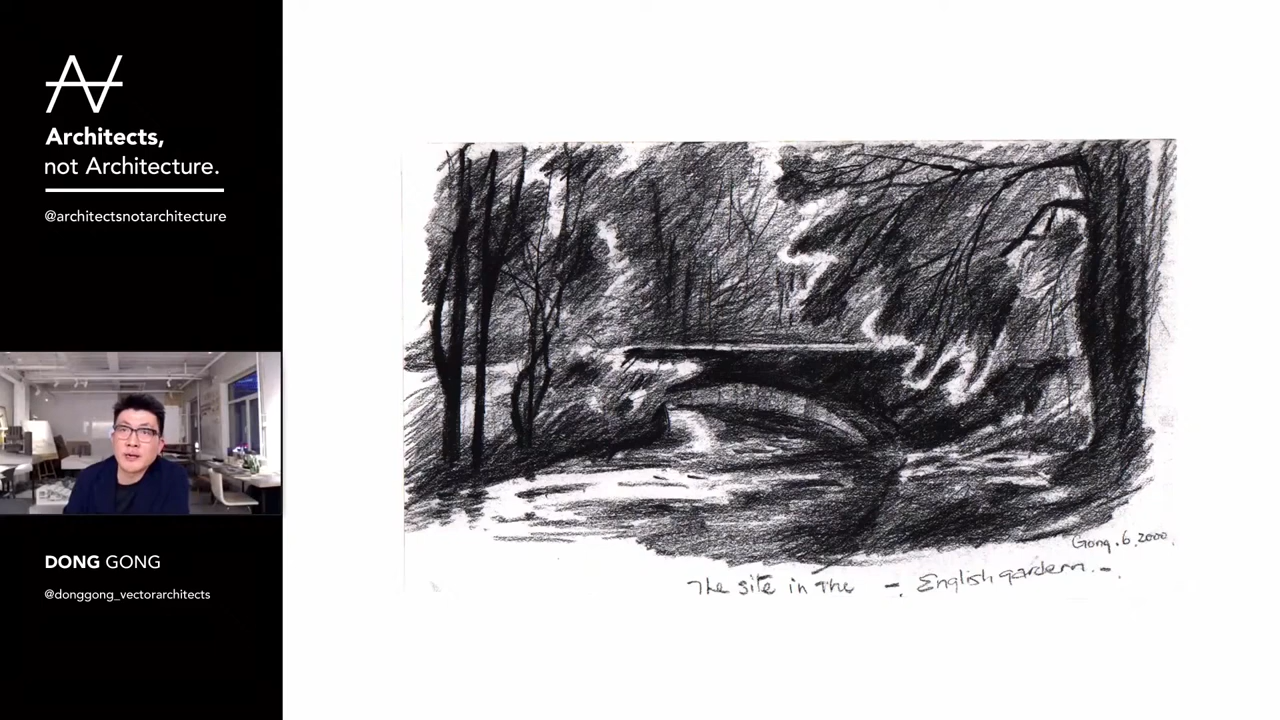 Architects,
not Architecture.
@architectsnotarchitecture
DONG GONG
@donggong_vectorarchitects
Gong. 6. 2000.
The site in the -. English gardern. -.